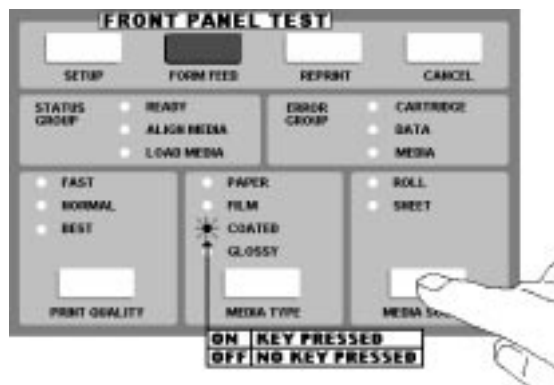 FRONT PANEL TEST
SETUP FORM FEED REPRINT CANCEL
STATUS GROUP
READY
ALIGN MEDIA
LOAD MEDIA
ERROR GROUP
CARTRIDGE
DATA
MEDIA
FAST
NORMAL
BEST
PRINT QUALITY
PAPER
FILM
COATED
GLOSSY
MEDIA TYPE
ROLL
SHEET
MEDIA
ON KEY PRESSED
OFF NO KEY PRESSED